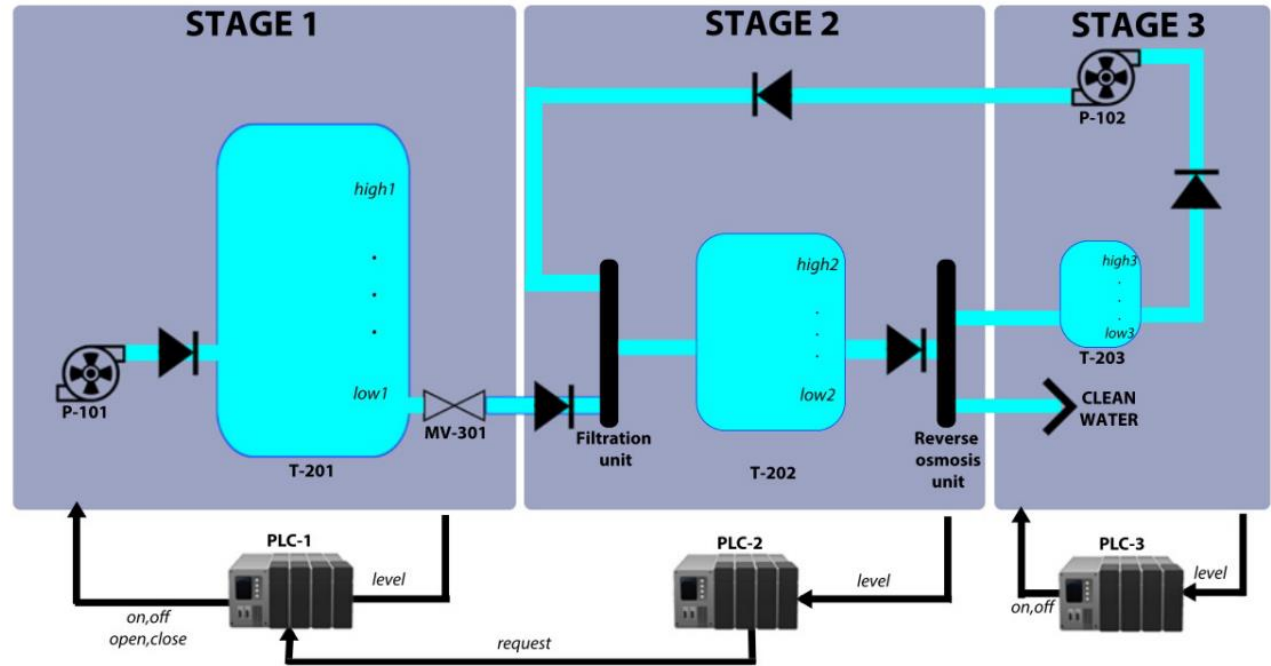 STAGE 1
STAGE 2
STAGE 3
P-102
high1
high2
high3
low3
T-203
P-101
low1
low2
MV-301
CLEAN
WATER
Filtration
unit
Reverse
osmosis
unit
T-201
T-202
PLC-1
PLC-2
PLC-3
level
level
level
on,off
open,close
on,off
request